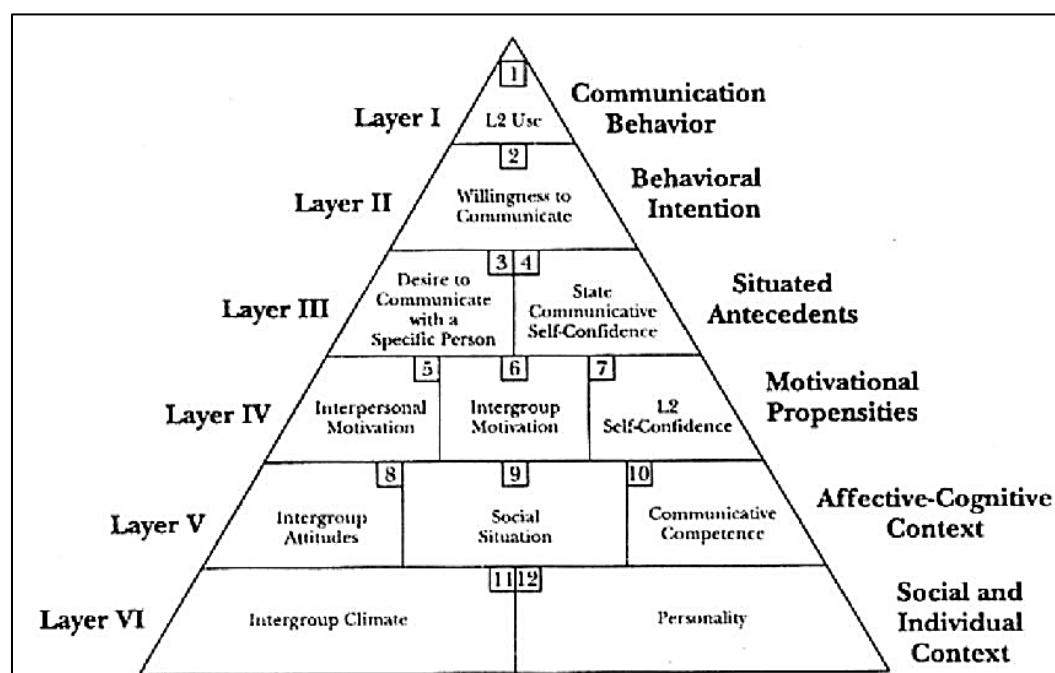 1
Layer I
L2 Use
Communication
Behavior
2
Layer II
Willingness to
Communicate
Behavioral
Intention
3 4
Layer III
Desire to
Communicate
with a
Specific Person
State
Communicative
Self-Confidence
Situated
Antecedents
5 6 7
Layer IV
Interpersonal
Motivation
Intergroup
Motivation
L2
Self-Confidence
Motivational
Propensities
8 9 10
Layer V
Intergroup
Attitudes
Social
Situation
Communicative
Competence
Affective-Cognitive
Context
11 12
Layer VI
Intergroup Climate
Personality
Social and
Individual
Context